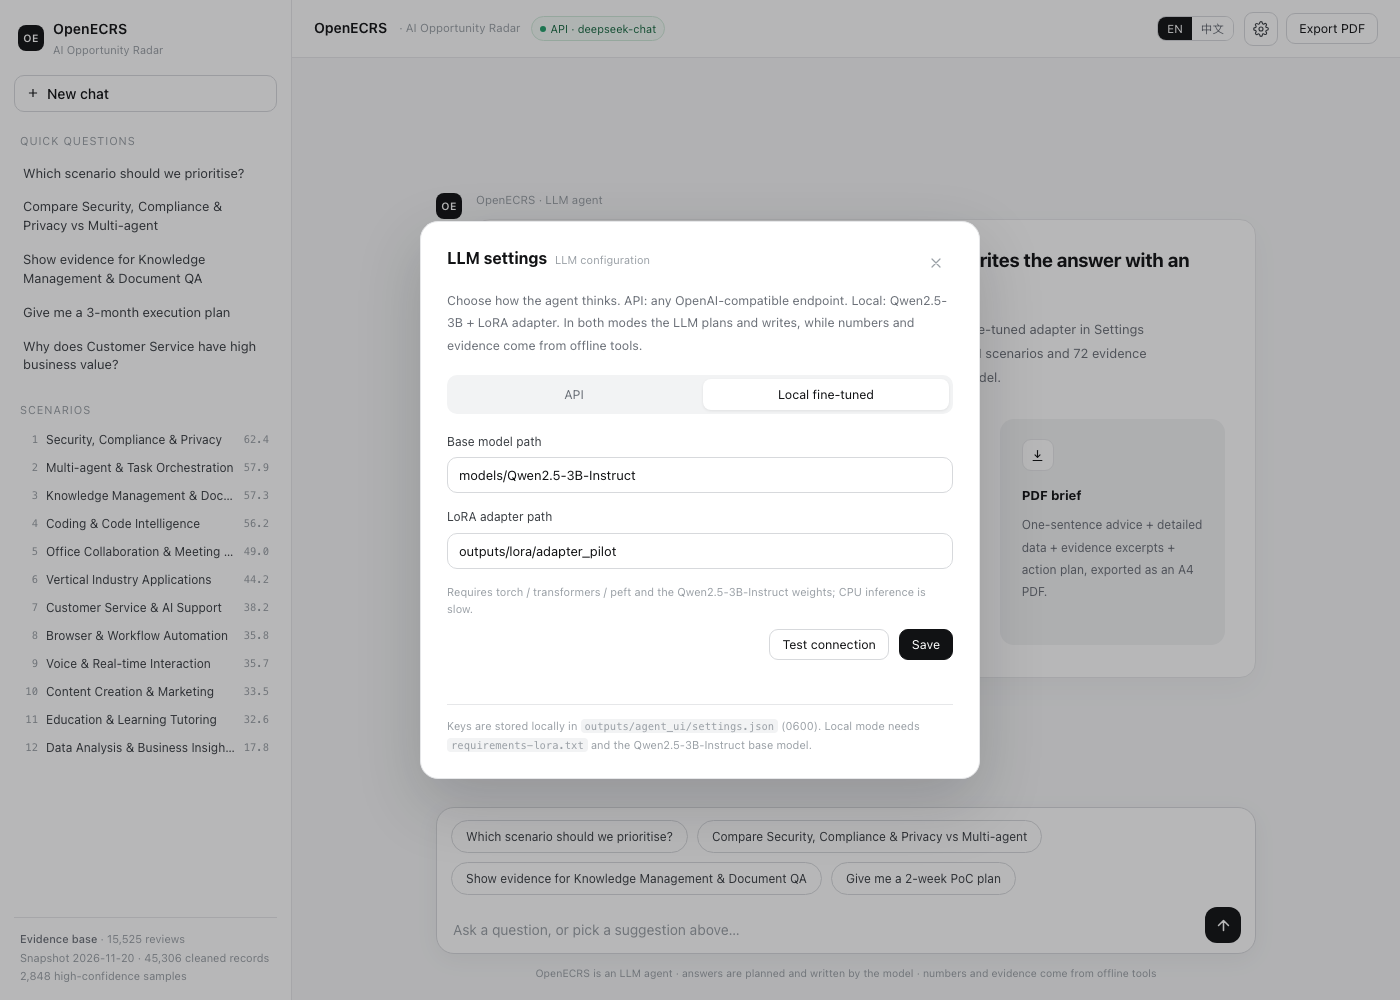 OE
OpenECRS
AI Opportunity Radar
+ New chat
QUICK QUESTIONS
Which scenario should we prioritise?
Compare Security, Compliance &
Privacy vs Multi-agent
Show evidence for Knowledge
Management & Document QA
Give me a 3-month execution plan
Why does Customer Service have high
business value?
SCENARIOS
1 Security, Compliance & Privacy 62.4
2 Multi-agent & Task Orchestration 57.9
3 Knowledge Management & Doc... 57.3
4 Coding & Code Intelligence 56.2
5 Office Collaboration & Meeting ... 49.0
6 Vertical Industry Applications 44.2
7 Customer Service & AI Support 38.2
8 Browser & Workflow Automation 35.8
9 Voice & Real-time Interaction 35.7
10 Content Creation & Marketing 33.5
11 Education & Learning Tutoring 32.6
12 Data Analysis & Business Insigh... 17.8
Evidence base · 15,525 reviews
Snapshot 2026-11-20 · 45,306 cleaned records
2,848 high-confidence samples
OpenECRS · AI Opportunity Radar API · deepseek-chat EN 中文 Export PDF
OE OpenECRS · LLM agent
rites the answer with an
e-tuned adapter in Settings
scenarios and 72 evidence
del.
PDF brief
One-sentence advice + detailed
data + evidence excerpts +
action plan, exported as an A4
PDF.
LLM settings LLM configuration
Choose how the agent thinks. API: any OpenAI-compatible endpoint. Local: Qwen2.5-
3B + LoRA adapter. In both modes the LLM plans and writes, while numbers and
evidence come from offline tools.
API Local fine-tuned
Base model path
models/Qwen2.5-3B-Instruct
LoRA adapter path
outputs/lora/adapter_pilot
Requires torch / transformers / peft and the Qwen2.5-3B-Instruct weights; CPU inference is
slow.
Test connection Save
Keys are stored locally in outputs/agent_ui/settings.json (0600). Local mode needs
requirements-lora.txt and the Qwen2.5-3B-Instruct base model.
Which scenario should we prioritise? Compare Security, Compliance & Privacy vs Multi-agent
Show evidence for Knowledge Management & Document QA Give me a 2-week PoC plan
Ask a question, or pick a suggestion above...
OpenECRS is an LLM agent · answers are planned and written by the model · numbers and evidence come from offline tools